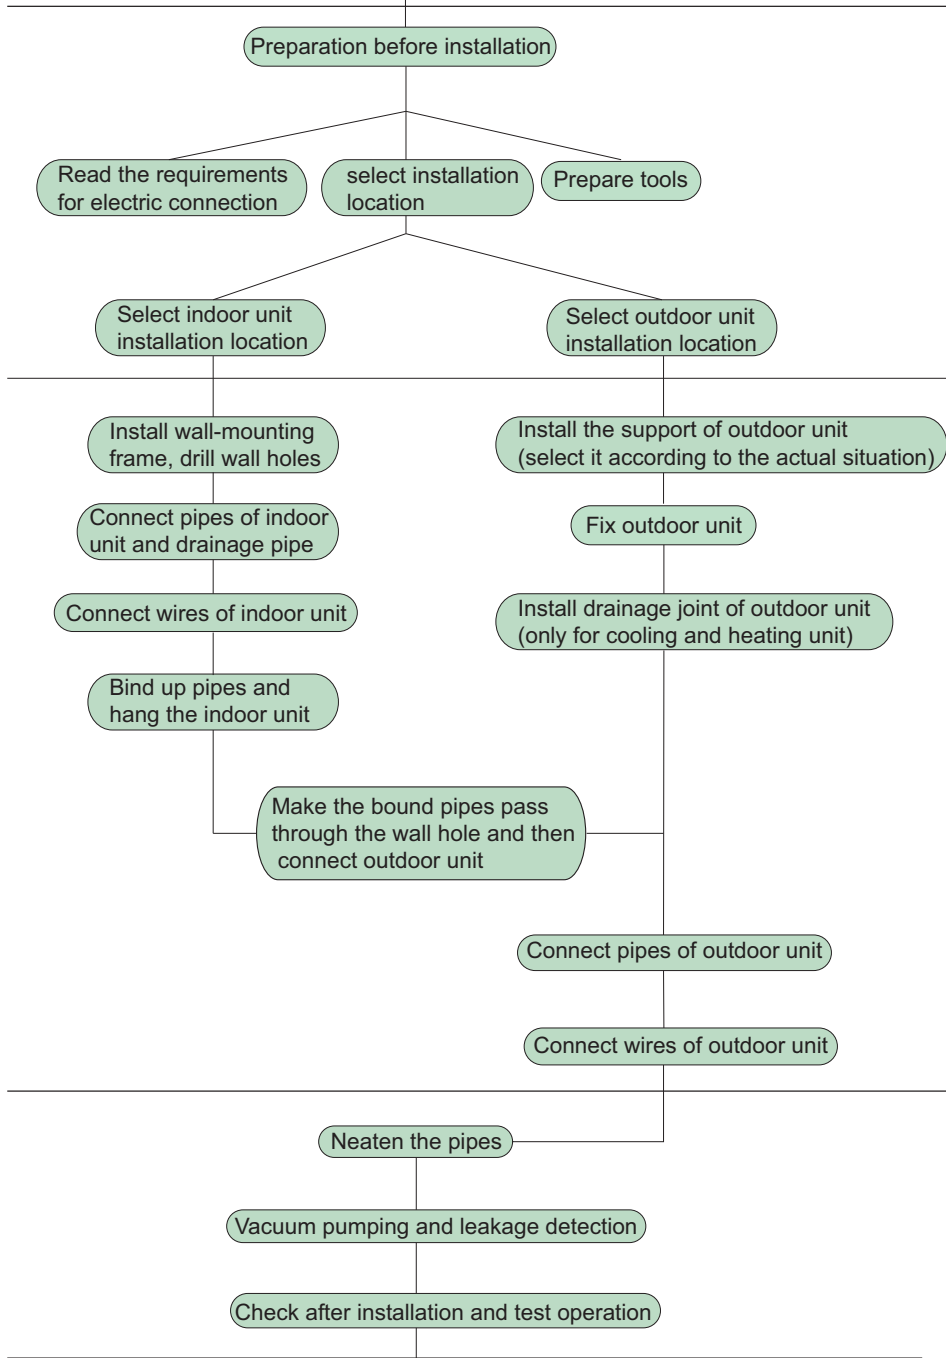 Preparation before installation
Read the requirements
for electric connection
select installation
location
Prepare tools
Select indoor unit
installation location
Select outdoor unit
installation location
Install wall-mounting
frame, drill wall holes
Install the support of outdoor unit
(select it according to the actual situation)
Connect pipes of indoor
unit and drainage pipe
Fix outdoor unit
Connect wires of indoor unit
Install drainage joint of outdoor unit
(only for cooling and heating unit)
Bind up pipes and
hang the indoor unit
Make the bound pipes pass
through the wall hole and then
connect outdoor unit
Connect pipes of outdoor unit
Connect wires of outdoor unit
Neaten the pipes
Vacuum pumping and leakage detection
Check after installation and test operation